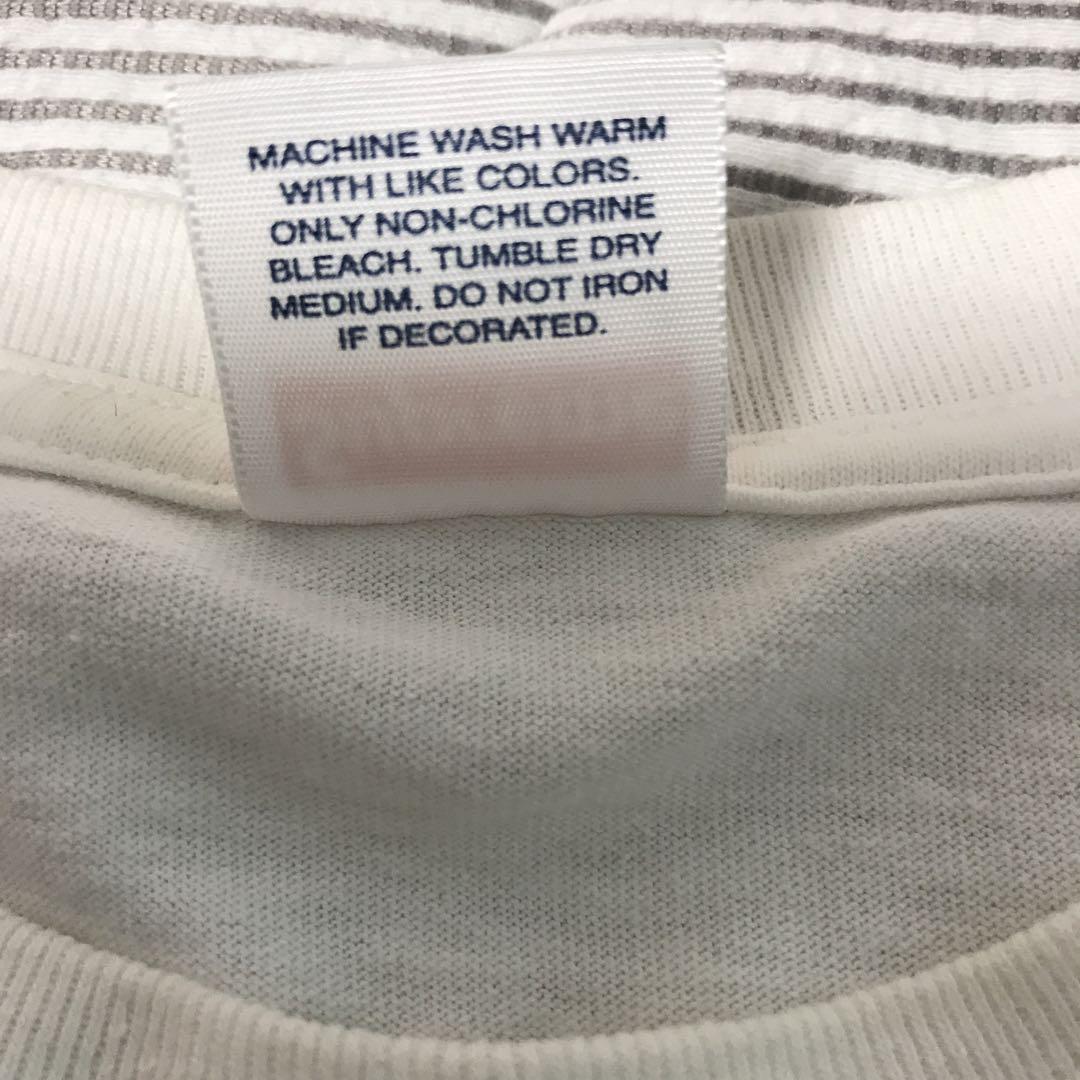 MACHINE WASH WARM
WITH LIKE COLORS.
ONLY NON-CHLORINE
BLEACH. TUMBLE DRY
MEDIUM. DO NOT IRON
IF DECORATED.